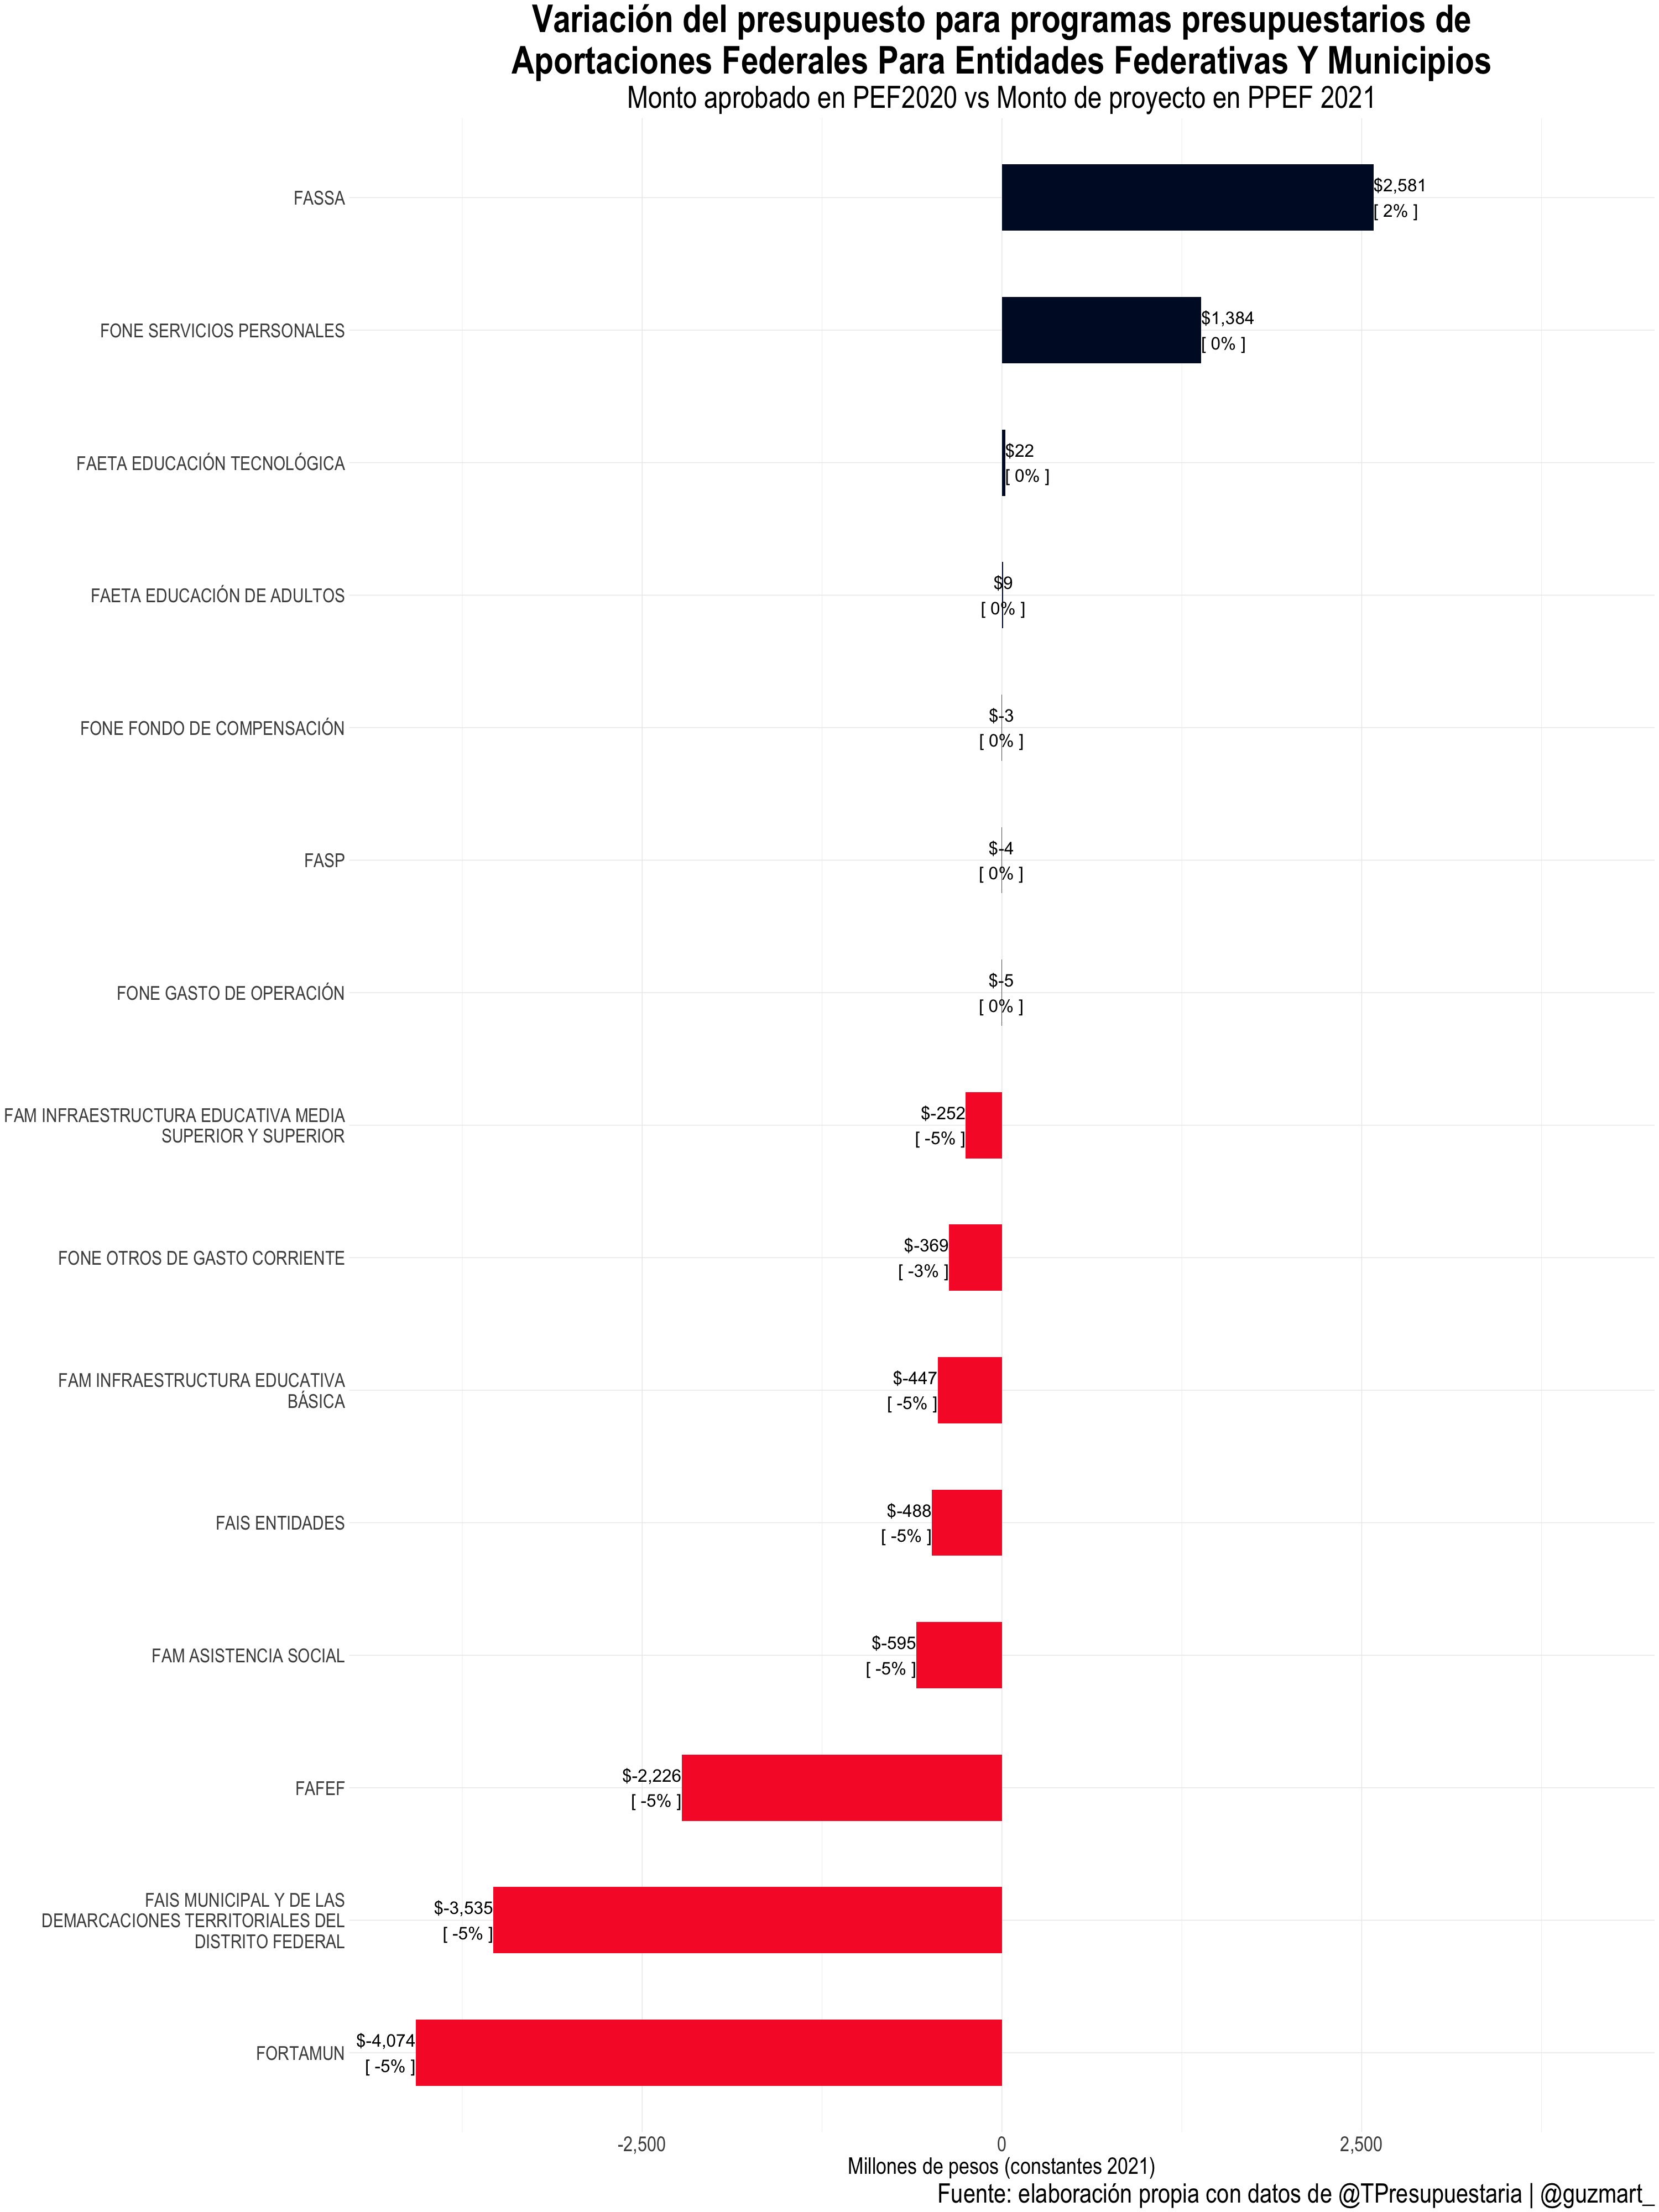 Variación del presupuesto para programas presupuestarios de
Aportaciones Federales Para Entidades Federativas Y Municipios
Monto aprobado en PEF2020 vs Monto de proyecto en PPEF 2021
FASSA
$2,581
[ 2% ]
FONE SERVICIOS PERSONALES
$1,384
[ 0% ]
FAETA EDUCACIÓN TECNOLÓGICA
$22
[ 0% ]
FAETA EDUCACIÓN DE ADULTOS
$9
[ 0% ]
FONE FONDO DE COMPENSACIÓN
$-3
[ 0% ]
FASP
$-4
[ 0% ]
FONE GASTO DE OPERACIÓN
$-5
[ 0% ]
FAM INFRAESTRUCTURA EDUCATIVA MEDIA
SUPERIOR Y SUPERIOR
$-252
[ -5% ]
FONE OTROS DE GASTO CORRIENTE
$-369
[ -3% ]
FAM INFRAESTRUCTURA EDUCATIVA
BÁSICA
$-447
[ -5% ]
FAIS ENTIDADES
$-488
[ -5% ]
FAM ASISTENCIA SOCIAL
$-595
[ -5% ]
FAFEF
$-2,226
[ -5% ]
FAIS MUNICIPAL Y DE LAS
DEMARCACIONES TERRITORIALES DEL
DISTRITO FEDERAL
$-3,535
[ -5% ]
FORTAMUN
$-4,074
[ -5% ]
-2,500
0
2,500
Millones de pesos (constantes 2021)
Fuente: elaboración propia con datos de @TPresupuestaria | @guzmart_